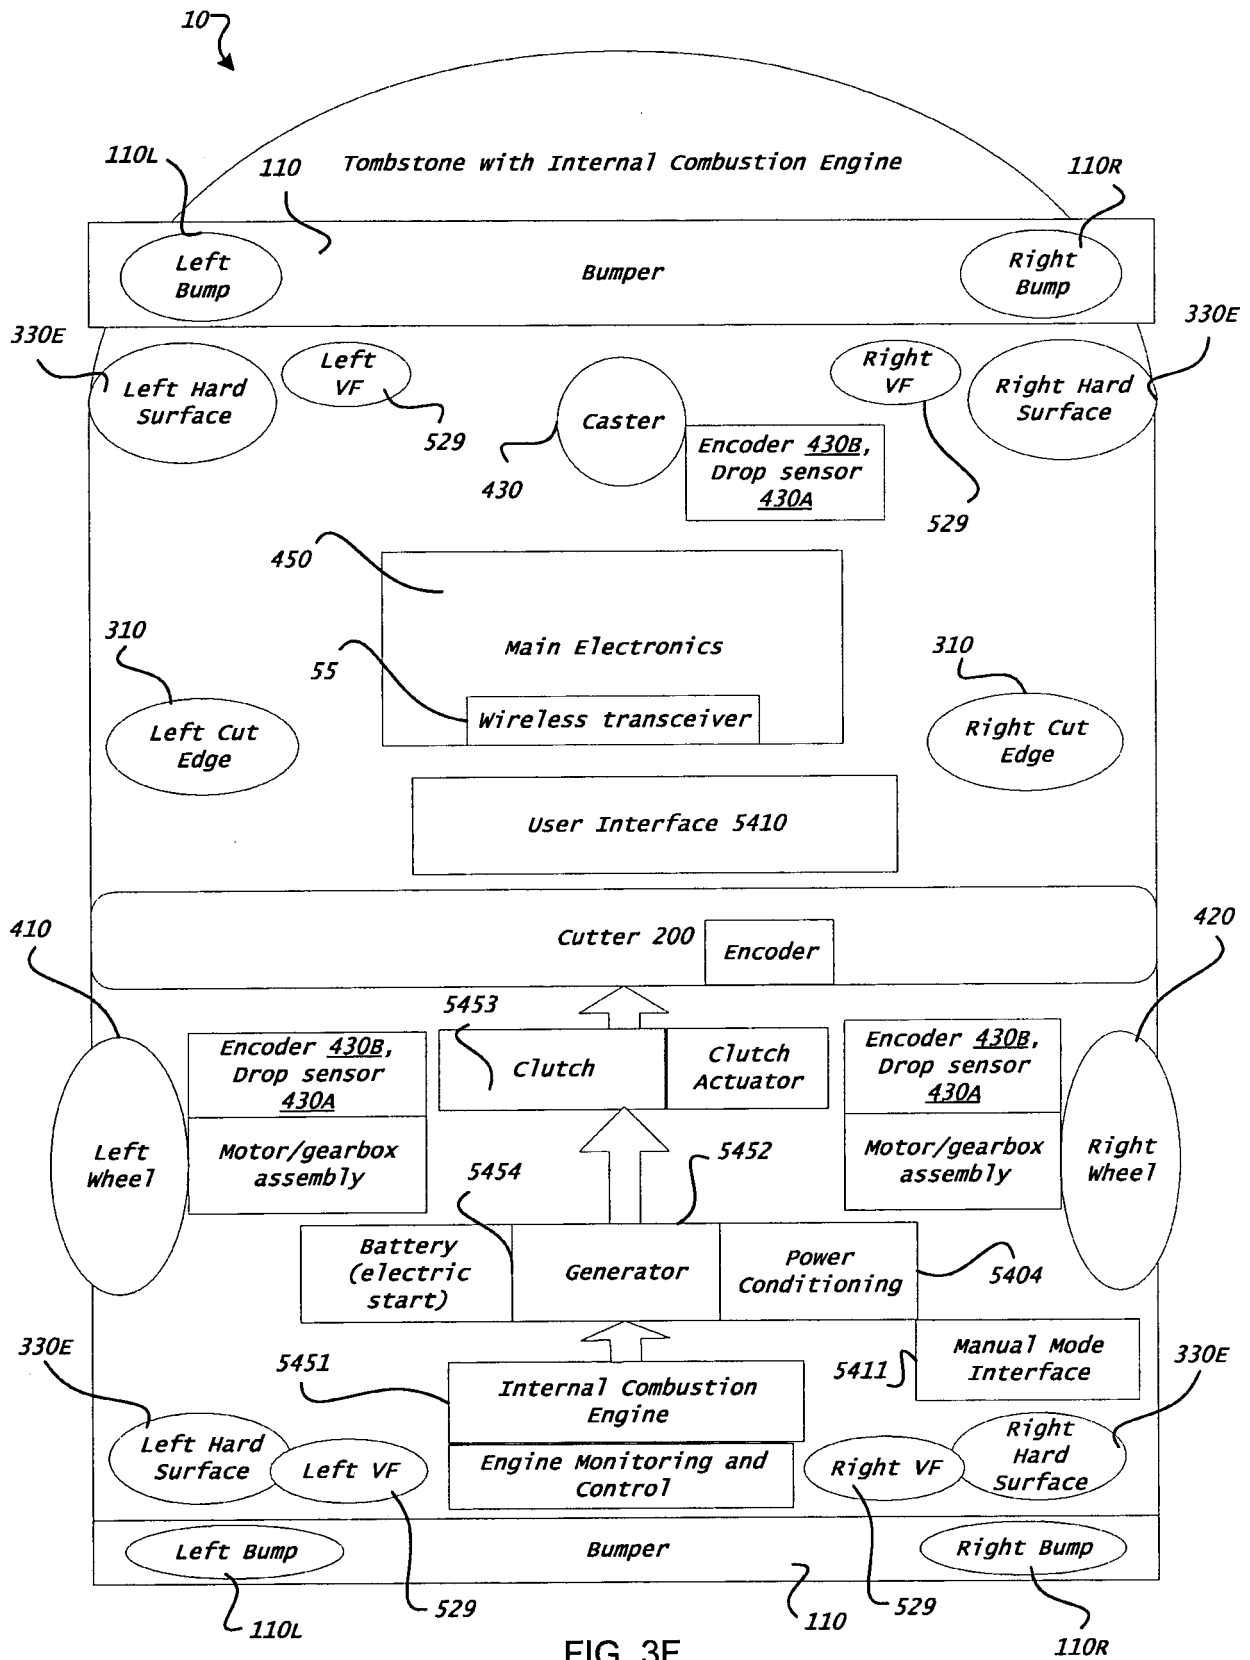 10
Tombstone with Internal Combustion Engine
110L
110
110R
Left
Bump
Bumper
Right
Bump
330E
330E
Left Hard
Surface
Left
VF
Caster
Right
VF
Right Hard
Surface
529
430
Encoder 430B,
Drop sensor
430A
529
450
Main Electronics
310
55
310
Wireless transceiver
Left Cut
Edge
Right Cut
Edge
User Interface 5410
410
420
Cutter 200
Encoder
5453
Encoder 430B,
Drop sensor
430A
Clutch
Clutch
Actuator
Encoder 430B,
Drop sensor
430A
Left
Wheel
Motor/gearbox
assembly
Motor/gearbox
assembly
Right
Wheel
5454
5452
Battery
(electric
start)
Generator
Power
Conditioning
5404
330E
5451
Internal Combustion
Engine
5411
Manual Mode
Interface
330E
Left Hard
Surface
Left VF
Engine Monitoring and
Control
Right VF
Right
Hard
Surface
Left Bump
Bumper
Right Bump
110L
529
110
529
110R